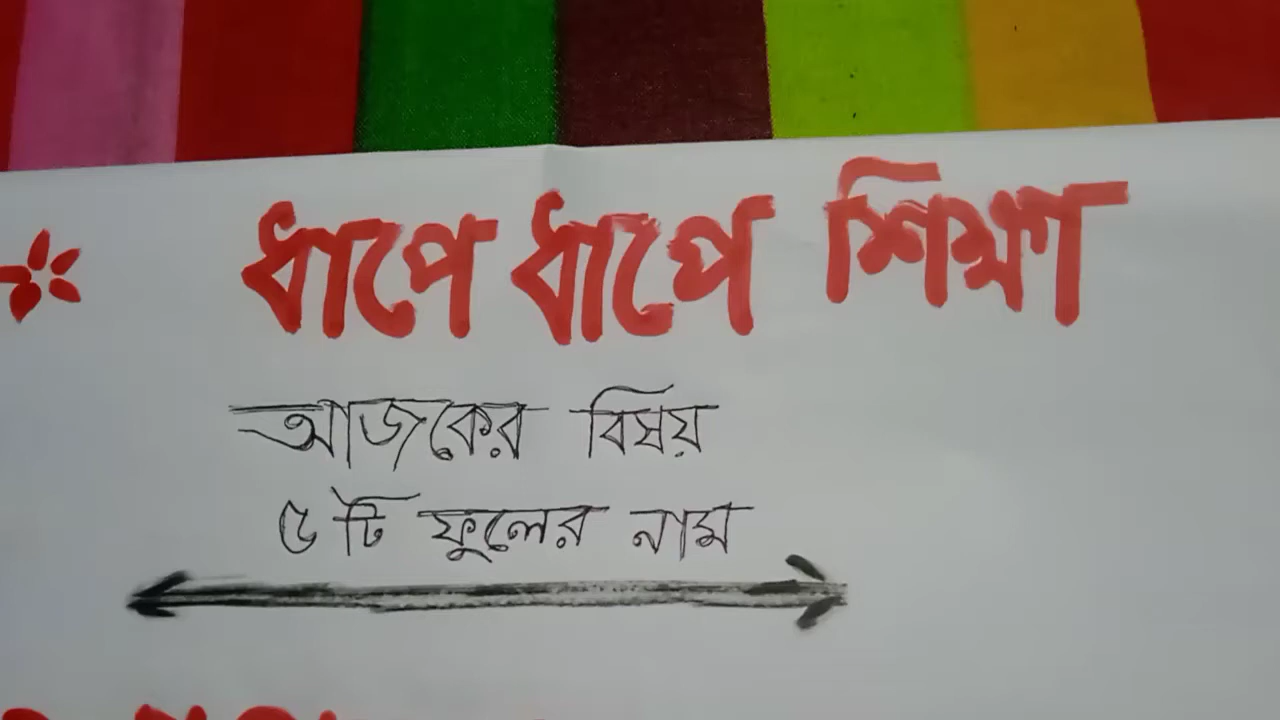 ধাপে ধাপে শিক্ষা
আজকের বিষয়
৫ টি ফুলের নাম